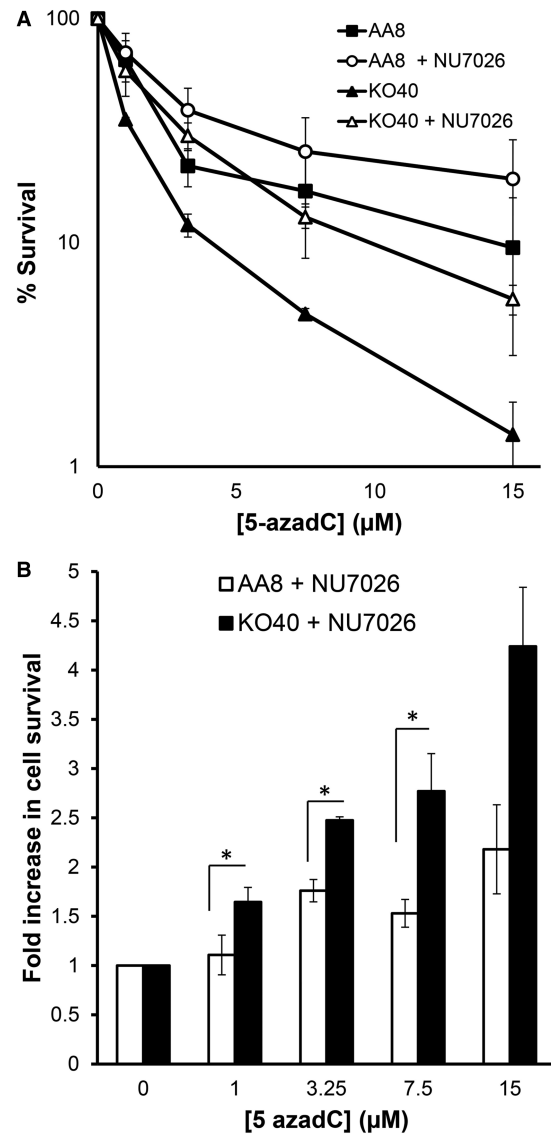 A
100
10
1
% Survival
AA8
AA8 + NU7026
KO40
KO40 + NU7026
0 5 10 15
[5-azadC] (µM)
B
5
4.5
4
3.5
3
2.5
2
1.5
1
0.5
0
Fold increase in cell survival
AA8 + NU7026
KO40 + NU7026
*
*
*
0 1 3.25 7.5 15
[5 azadC] (µM)